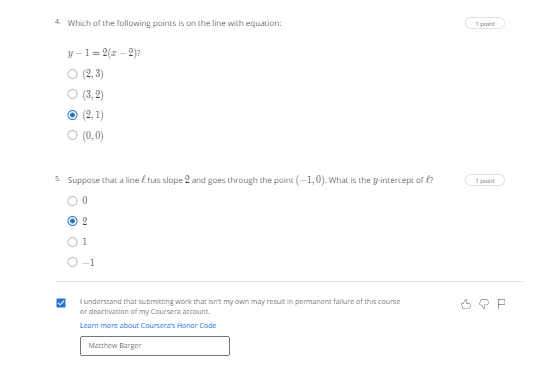 4. Which of the following points is on the line with equation: 1 point
y − 1 = 2(x − 2)?
(2, 3)
(3, 2)
(2, 1)
(0, 0)
5. Suppose that a line ℓ has slope 2 and goes through the point (−1, 0). What is the y-intercept of ℓ? 1 point
0
2
1
−1
I understand that submitting work that isn't my own may result in permanent failure of this course
or deactivation of my Coursera account.
Learn more about Coursera's Honor Code
Matthew Barger